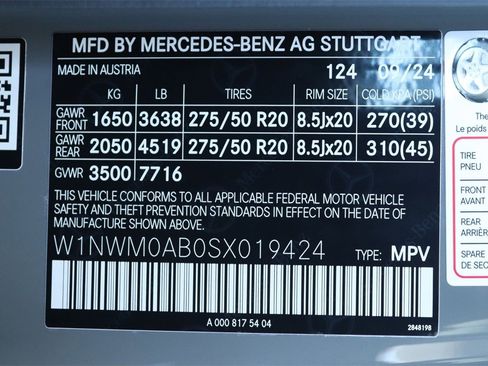 MFD BY MERCEDES-BENZ AG STUTTGART
MADE IN AUSTRIA 124 09/24
KG LB TIRES RIM SIZE COLD KPA (PSI)
GAWR FRONT 1650 3638 275/50 R20 8.5Jx20 270(39)
GAWR REAR 2050 4519 275/50 R20 8.5Jx20 310(45)
GVWR 3500 7716
THIS VEHICLE CONFORMS TO ALL APPLICABLE FEDERAL MOTOR VEHICLE
SAFETY AND THEFT PREVENTION STANDARDS IN EFFECT ON THE DATE OF
MANUFACTURE SHOWN ABOVE.
W1NWM0AB0SX019424 TYPE: MPV
A 000 817 54 04
2848198
The
Le poids
TIRE
PNEU
FRONT
AVANT
REAR
ARRIÈR
SPARE
DE SEC